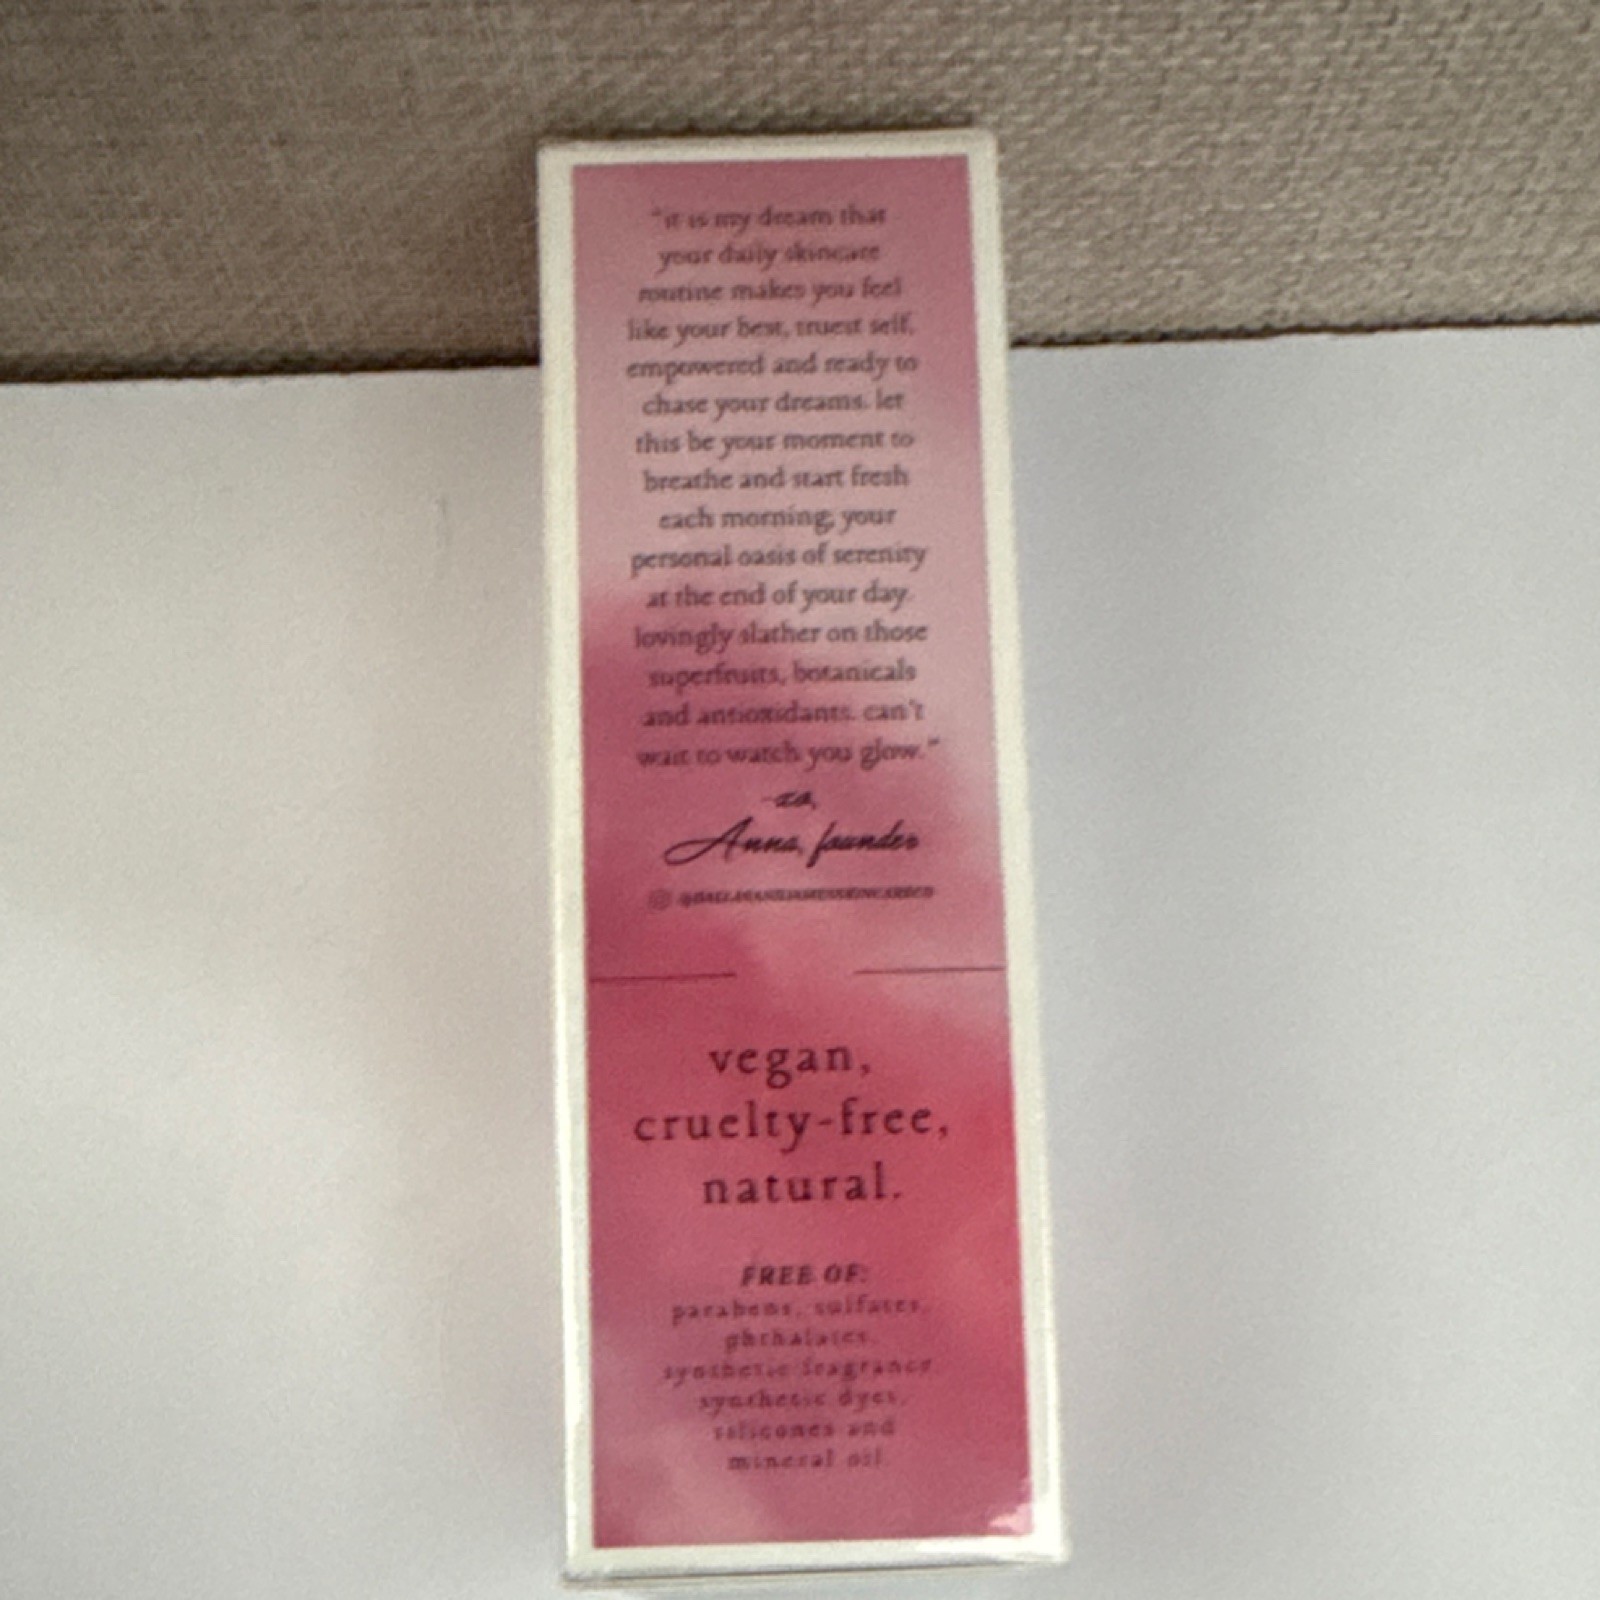 "it is my dream that
your daily skincare
routine makes you feel
like your best, truest self,
empowered and ready to
chase your dreams. let
this be your moment to
breathe and start fresh
each morning; your
personal oasis of serenity
at the end of your day.
lovingly slather on those
superfruits, botanicals
and antioxidants. can't
wait to watch you glow."
-xo,
Anna, founder
vegan,
cruelty-free,
natural.
FREE OF:
parabens, sulfates,
phthalates,
synthetic fragrance,
synthetic dyes,
silicones and
mineral oil.